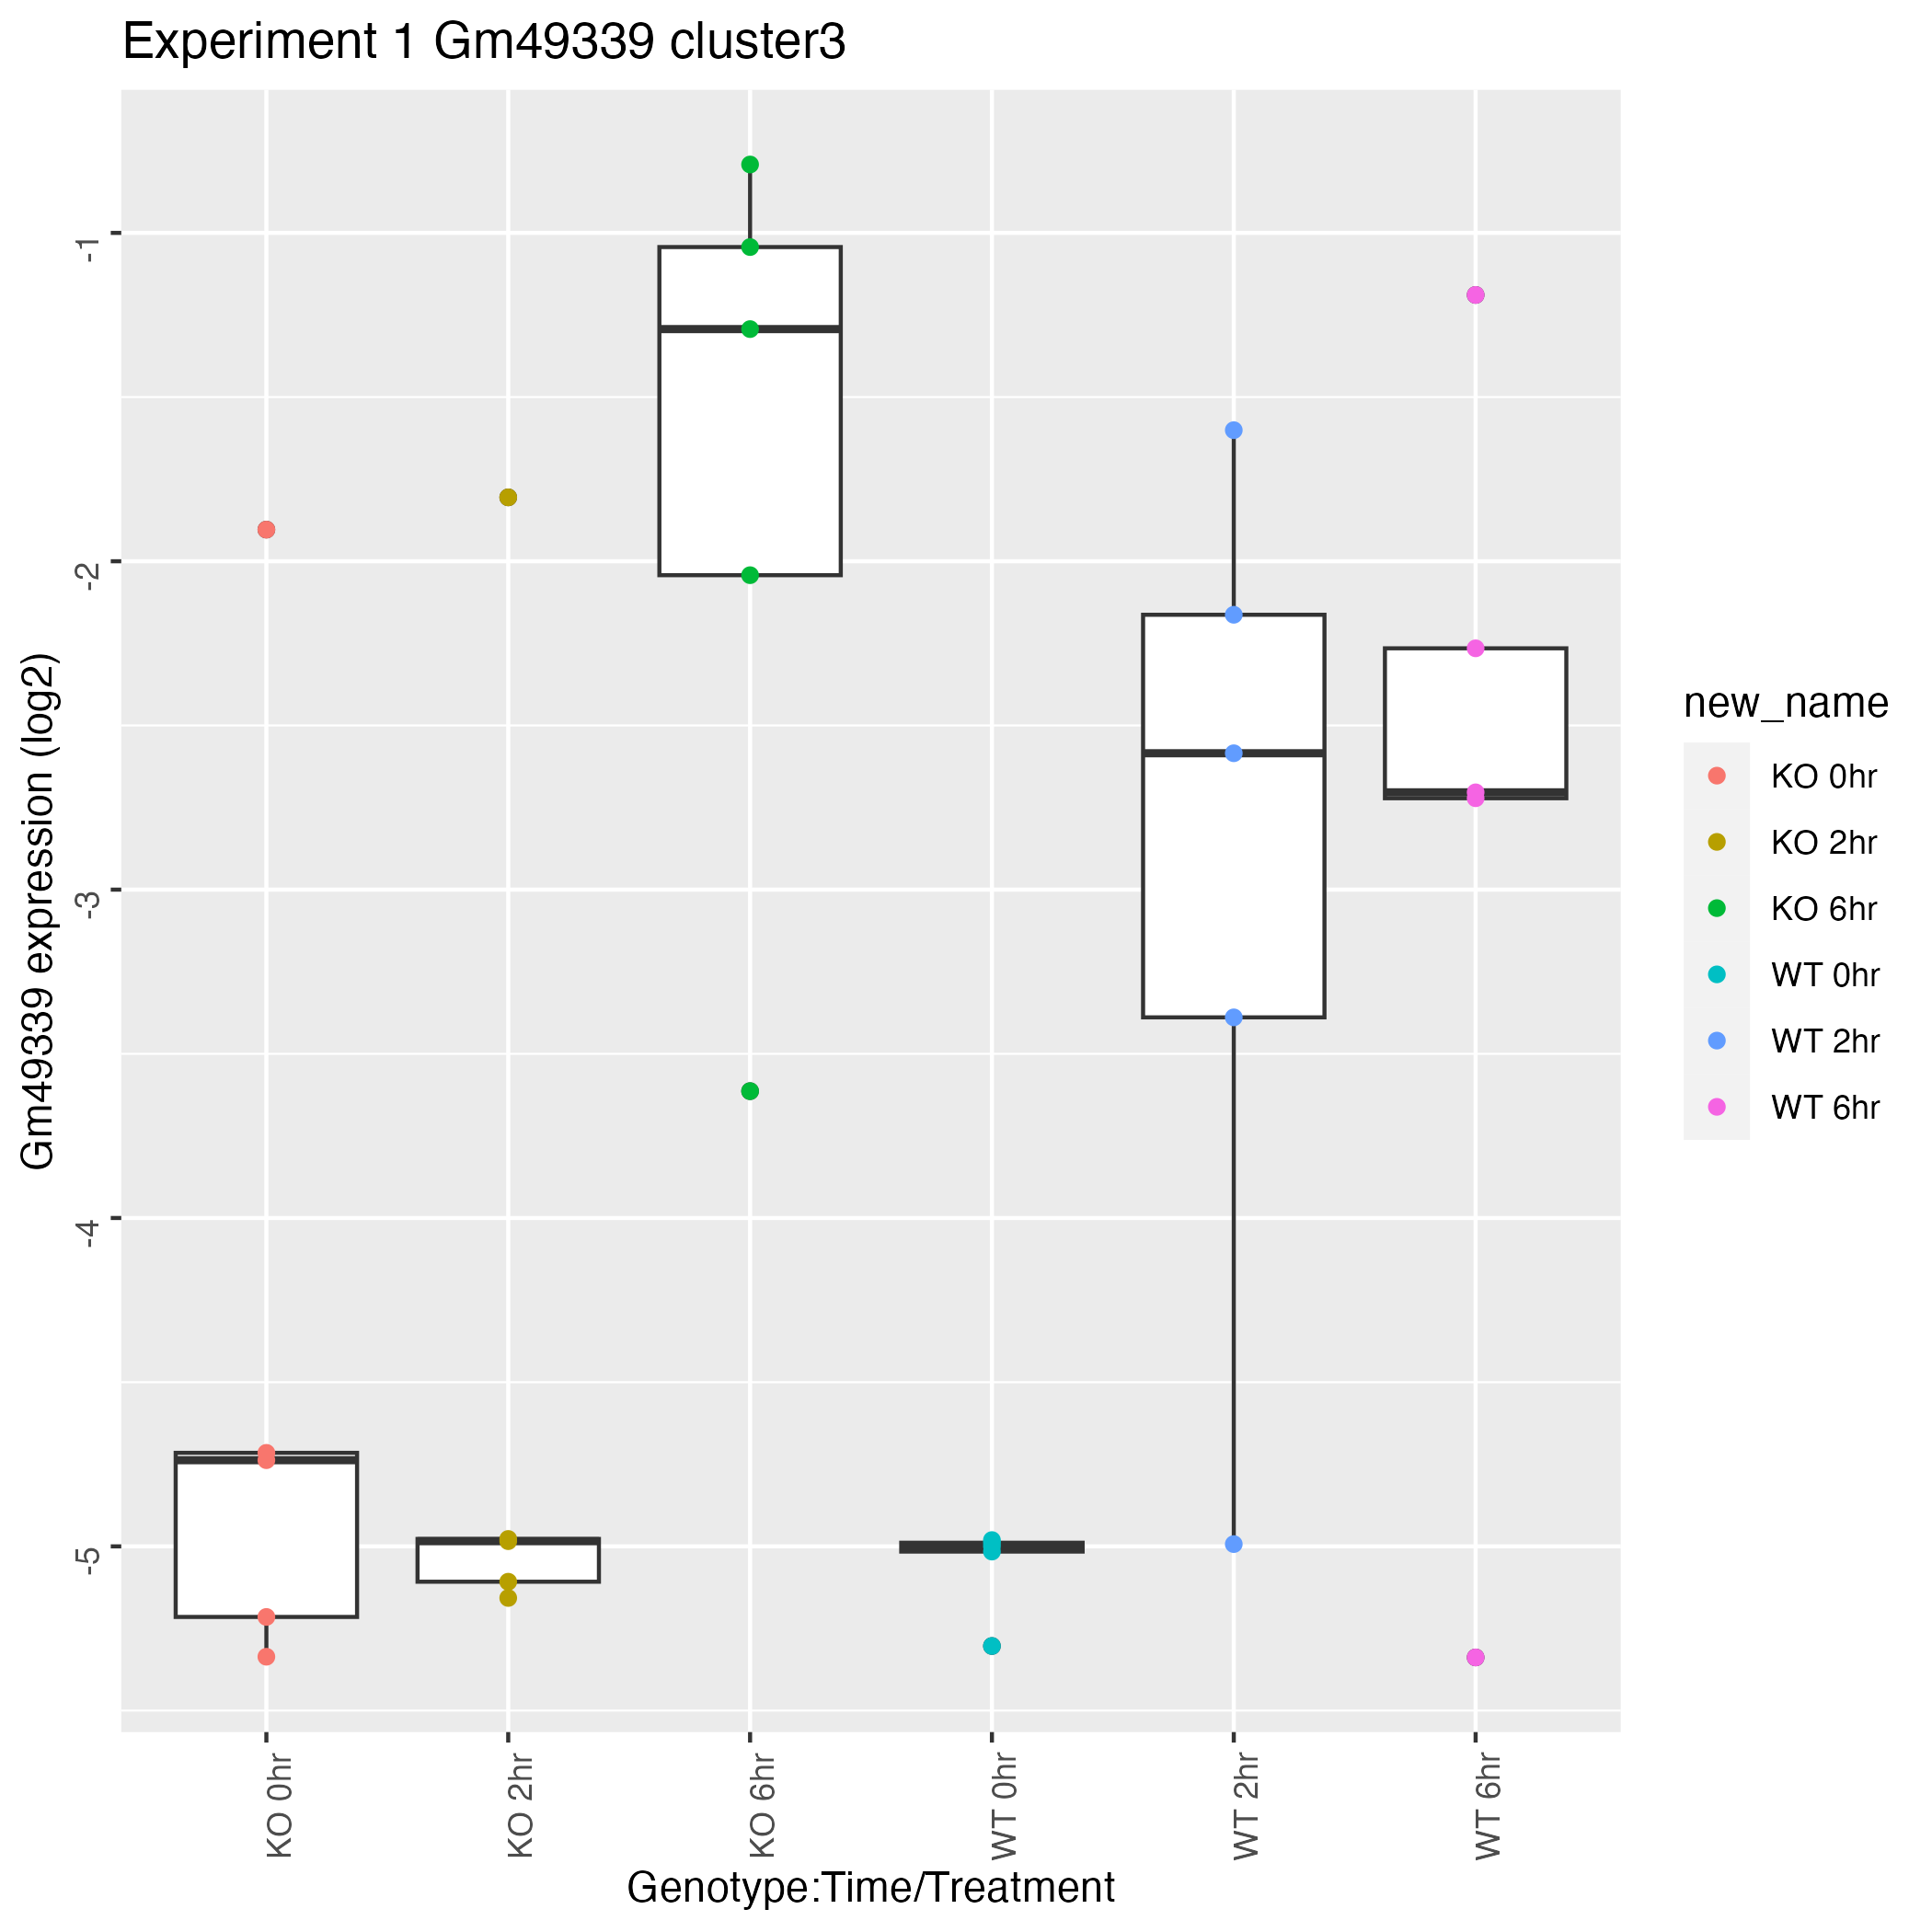 Experiment 1 Gm49339 cluster3
Gm49339 expression (log2)
-1
-2
-3
-4
-5
KO 0hr
KO 2hr
KO 6hr
WT 0hr
WT 2hr
WT 6hr
Genotype:Time/Treatment
new_name
KO 0hr
KO 2hr
KO 6hr
WT 0hr
WT 2hr
WT 6hr